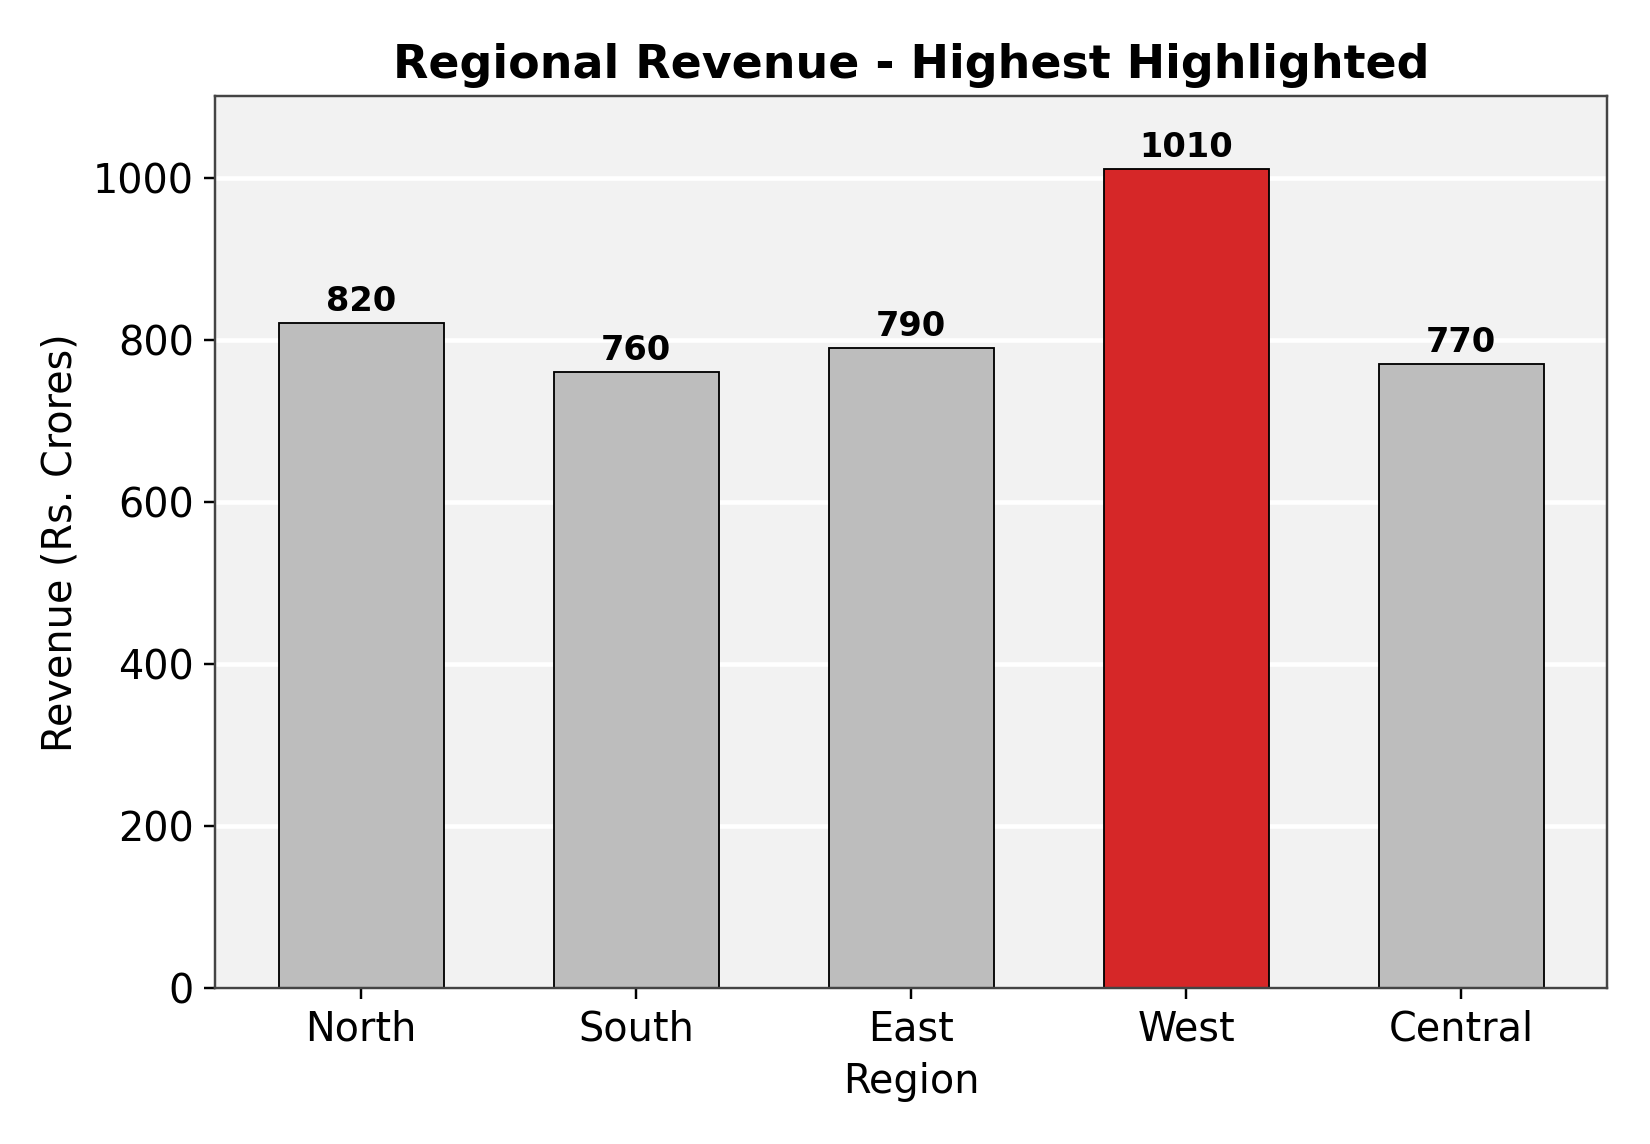 Regional Revenue - Highest Highlighted
1010
1000
820
800
790
770
760
600
400
200
0
Revenue (Rs. Crores)
North South East West Central
Region